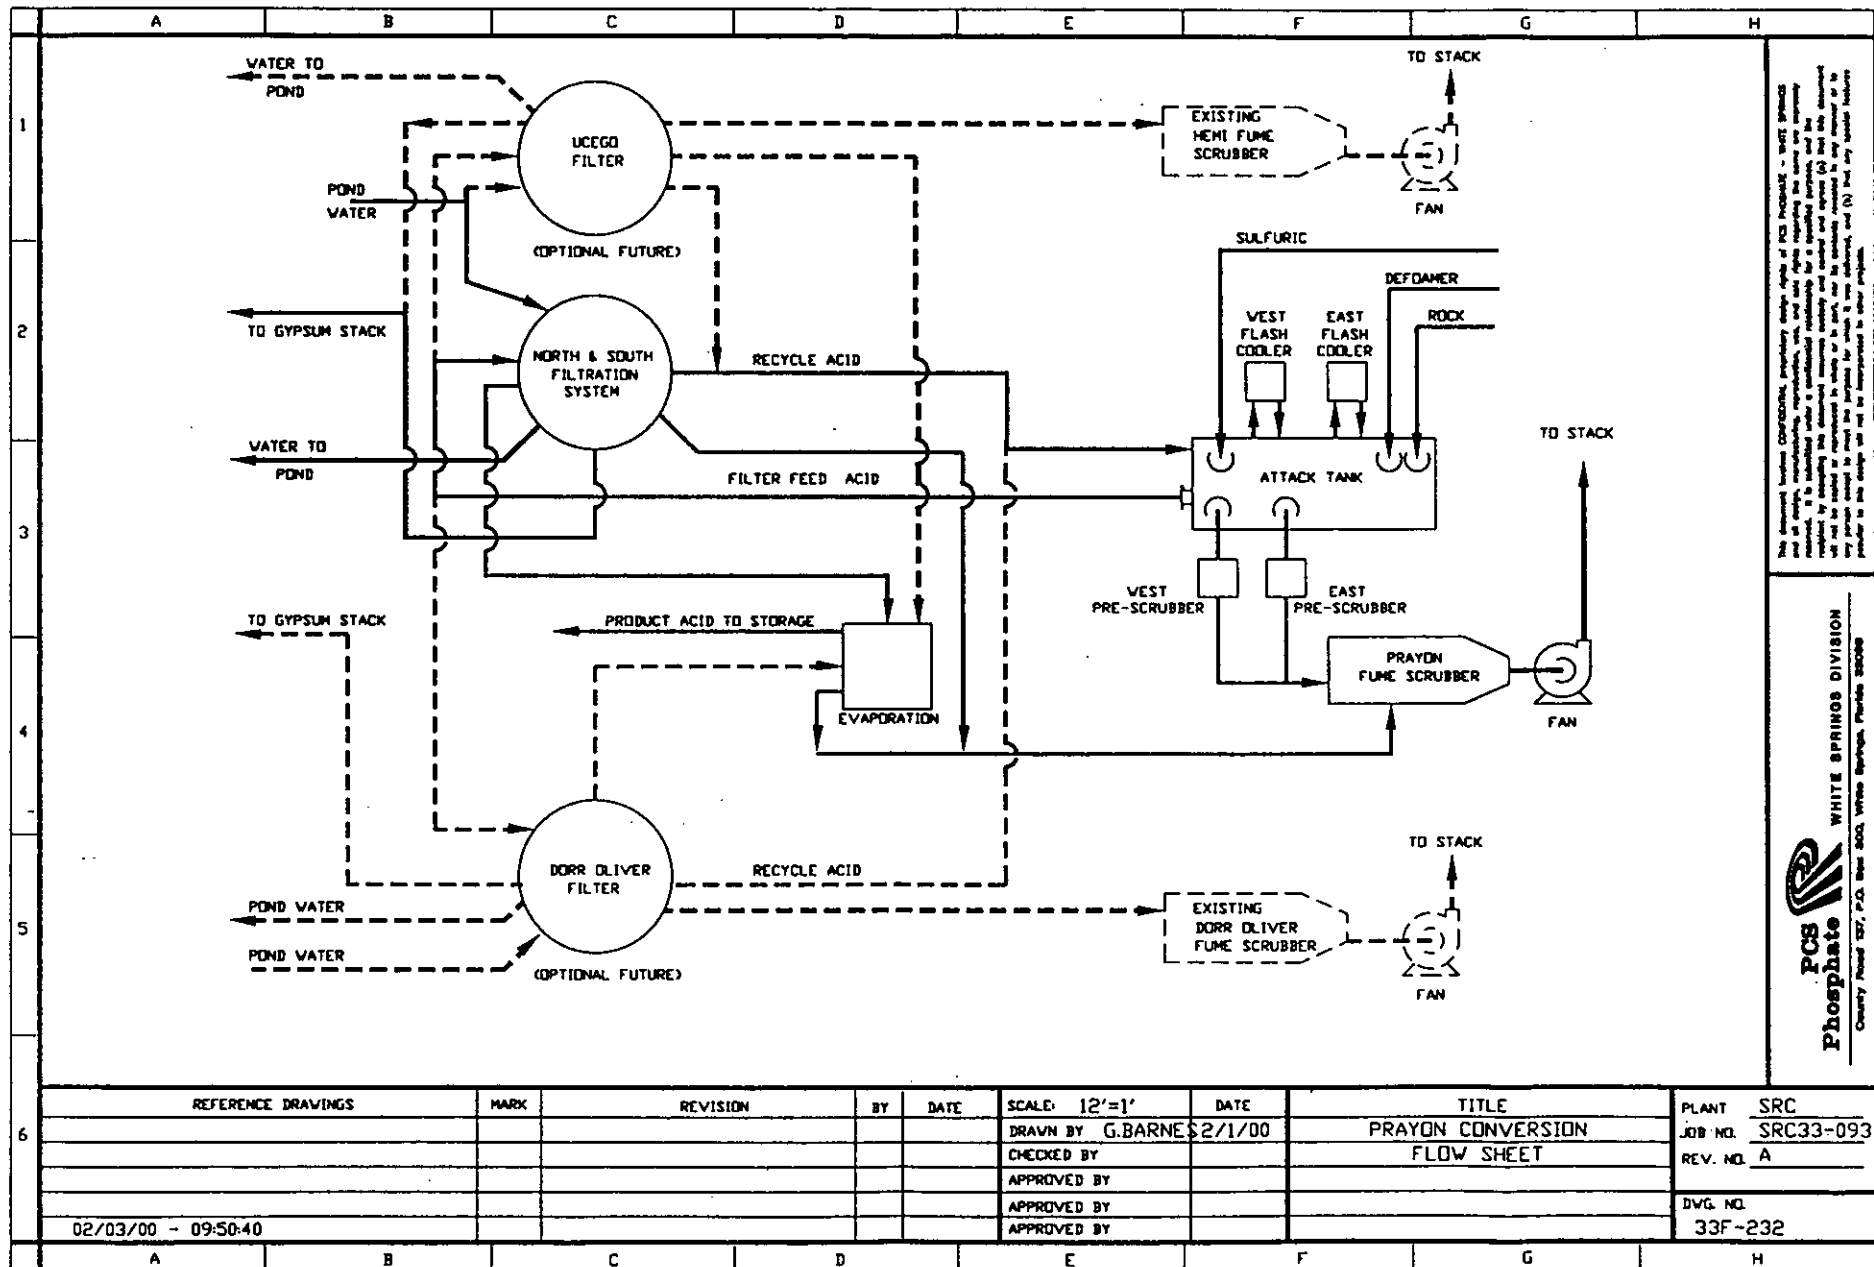 A B C D E F G H
1
2
3
4
5
6
WATER TO
POND
UCEGO
FILTER
(OPTIONAL FUTURE)
POND
WATER
EXISTING
HEMI FUME
SCRUBBER
TO STACK
FAN
SULFURIC
DEFOAMER
ROCK
WEST
FLASH
COOLER
EAST
FLASH
COOLER
TO GYPSUM STACK
NORTH & SOUTH
FILTRATION
SYSTEM
RECYCLE ACID
WATER TO
POND
FILTER FEED ACID
ATTACK TANK
TO STACK
WEST
PRE-SCRUBBER
EAST
PRE-SCRUBBER
TO GYPSUM STACK
PRODUCT ACID TO STORAGE
EVAPORATION
PRAYON
FUME SCRUBBER
FAN
DORR OLIVER
FILTER
RECYCLE ACID
POND WATER
POND WATER
(OPTIONAL FUTURE)
EXISTING
DORR OLIVER
FUME SCRUBBER
TO STACK
FAN
PCS
Phosphate
WHITE SPRINGS DIVISION
REFERENCE DRAWINGS MARK REVISION BY DATE
SCALE: 12'=1' DATE
DRAWN BY G.BARNES 2/1/00
CHECKED BY
APPROVED BY
APPROVED BY
APPROVED BY
TITLE
PRAYON CONVERSION
FLOW SHEET
PLANT SRC
JOB NO. SRC33-093
REV. NO. A
DWG. NO.
33F-232
02/03/00 - 09:50:40
A B C D E F G H